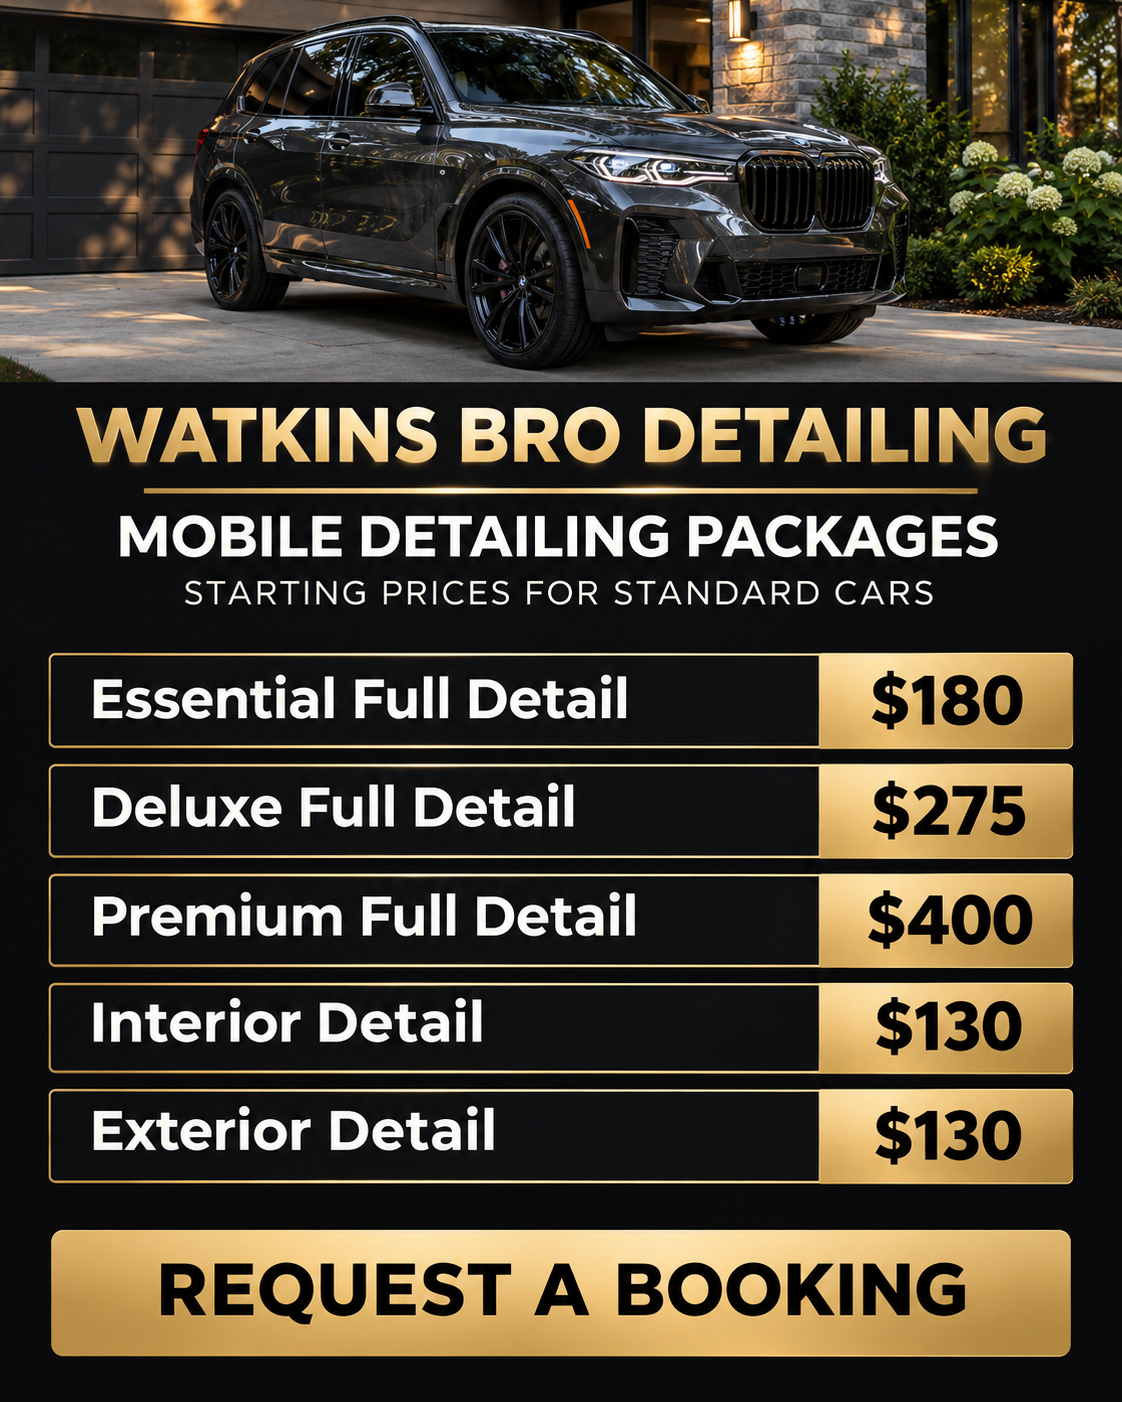 WATKINS BRO DETAILING
MOBILE DETAILING PACKAGES
STARTING PRICES FOR STANDARD CARS
Essential Full Detail $180
Deluxe Full Detail $275
Premium Full Detail $400
Interior Detail $130
Exterior Detail $130
REQUEST A BOOKING